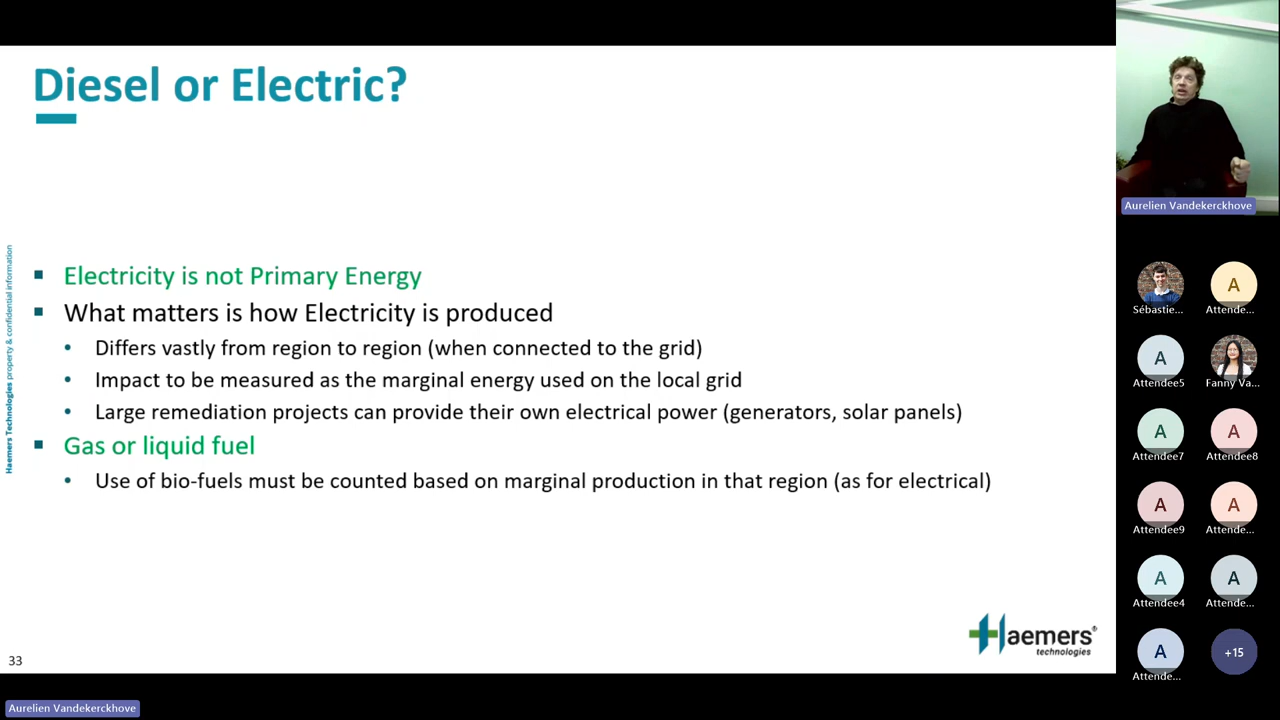 Diesel or Electric?
Electricity is not Primary Energy
What matters is how Electricity is produced
Differs vastly from region to region (when connected to the grid)
Impact to be measured as the marginal energy used on the local grid
Large remediation projects can provide their own electrical power (generators, solar panels)
Gas or liquid fuel
Use of bio-fuels must be counted based on marginal production in that region (as for electrical)
Haemers Technologies property & confidential information
Haemers®
technologies
33
Aurelien Vandekerckhove
Aurelien Vandekerckhove
Sébastie...
A
Attende...
A
Attendee5
Fanny Va...
A
Attendee7
A
Attendee8
A
Attendee9
A
Attende...
A
Attendee4
A
Attende...
A
Attende...
+15